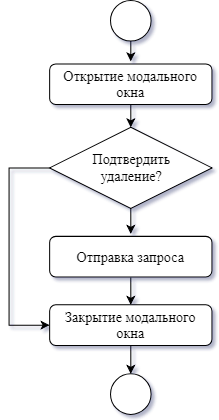 Открытие модального
окна
Подтвердить
удаление?
Отправка запроса
Закрытие модального
окна